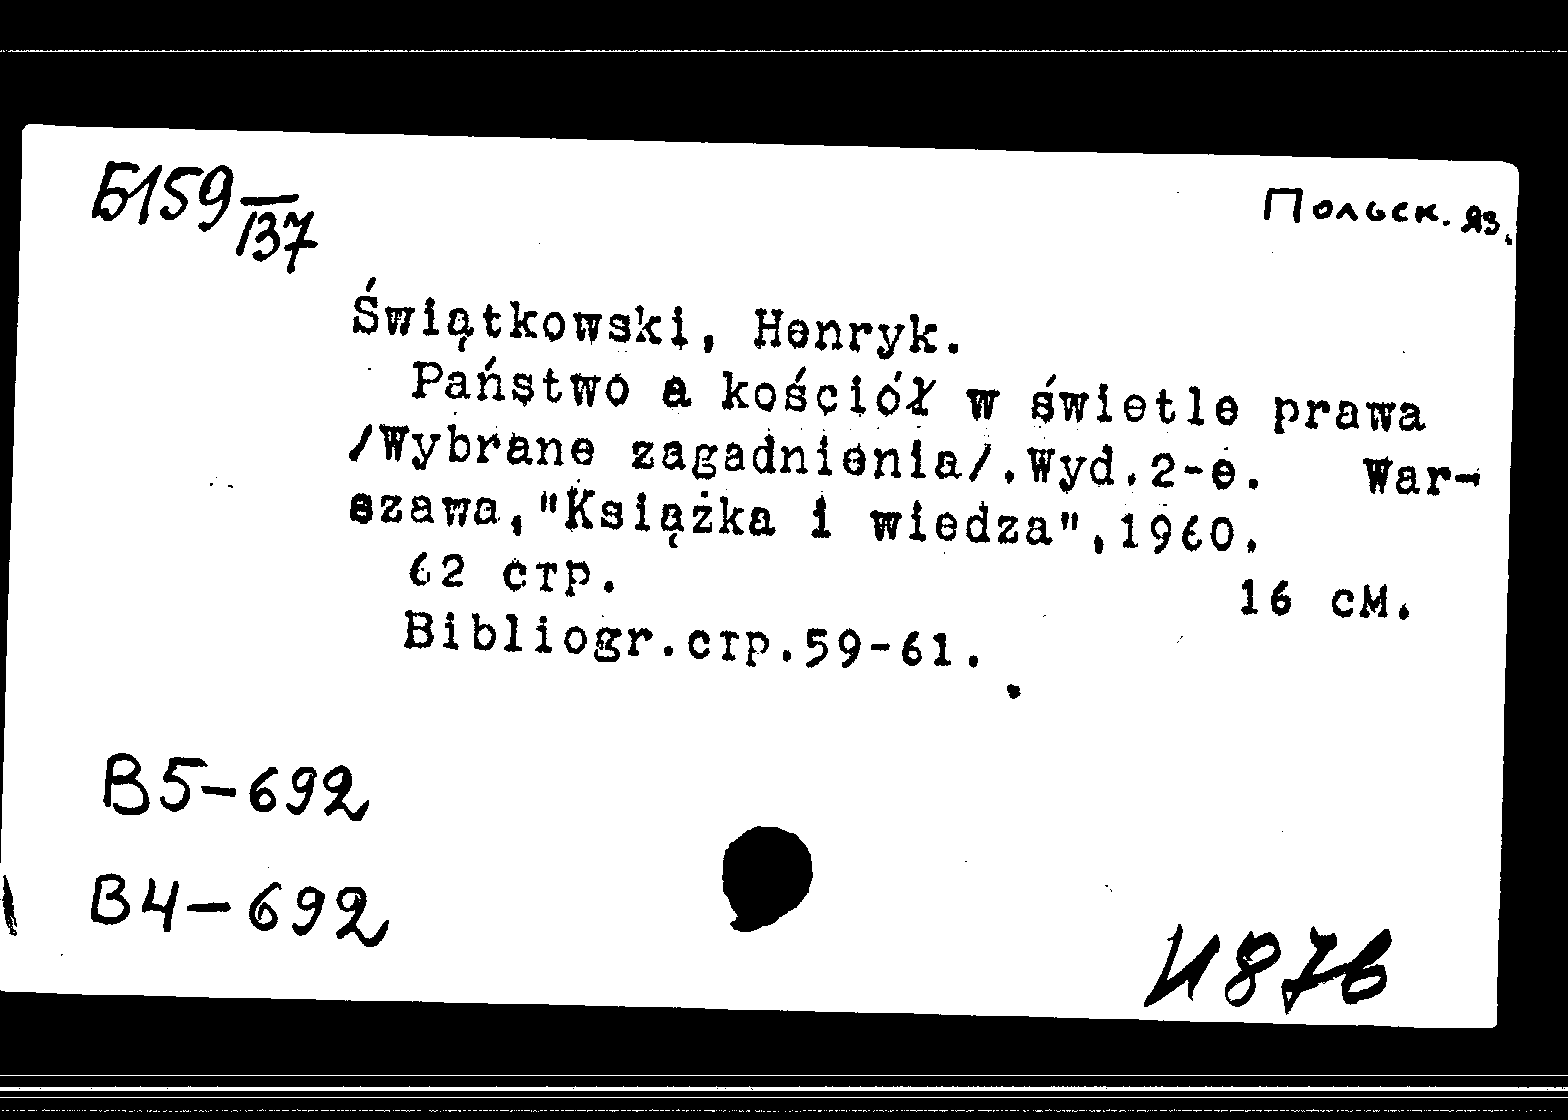 Б159
137
Польск. яз.
Świątkowski, Henryk.
Państwo a kościół w świetle prawa
/Wybrane zagadnienia/.Wyd.2-e. War-
szawa,"Książka i wiedza",1960.
62 стр. 16 см.
Bibliogr.стр.59-61.
В5-692
В4-692
И876